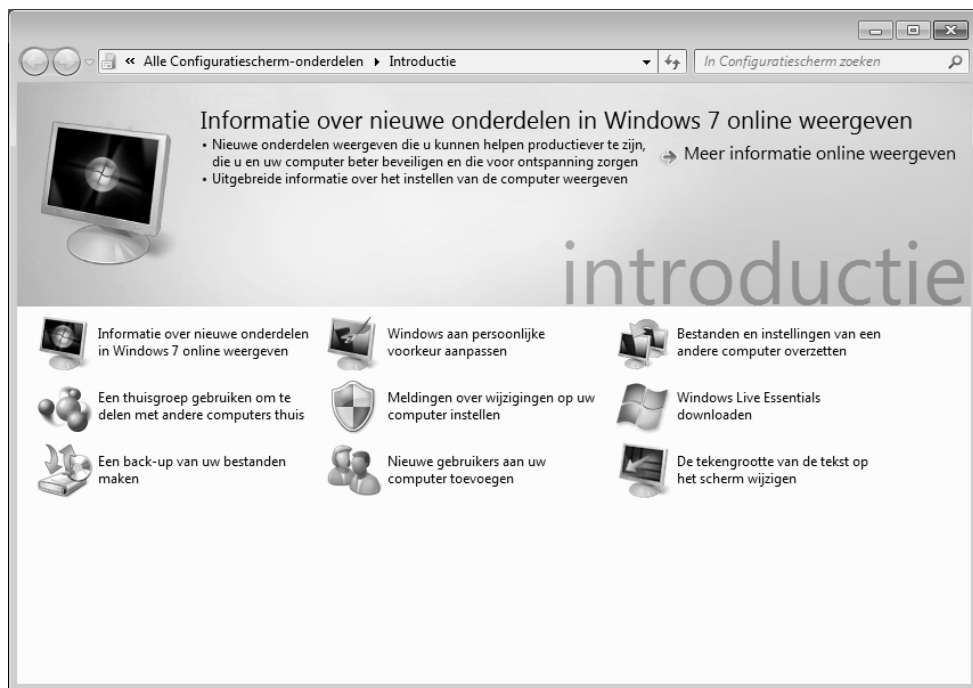 « Alle Configuratiescherm-onderdelen ▸ Introductie
In Configuratiescherm zoeken
Informatie over nieuwe onderdelen in Windows 7 online weergeven
• Nieuwe onderdelen weergeven die u kunnen helpen productiever te zijn,
die u en uw computer beter beveiligen en die voor ontspanning zorgen
• Uitgebreide informatie over het instellen van de computer weergeven
Meer informatie online weergeven
introductie
Informatie over nieuwe onderdelen
in Windows 7 online weergeven
Windows aan persoonlijke
voorkeur aanpassen
Bestanden en instellingen van een
andere computer overzetten
Een thuisgroep gebruiken om te
delen met andere computers thuis
Meldingen over wijzigingen op uw
computer instellen
Windows Live Essentials
downloaden
Een back-up van uw bestanden
maken
Nieuwe gebruikers aan uw
computer toevoegen
De tekengrootte van de tekst op
het scherm wijzigen